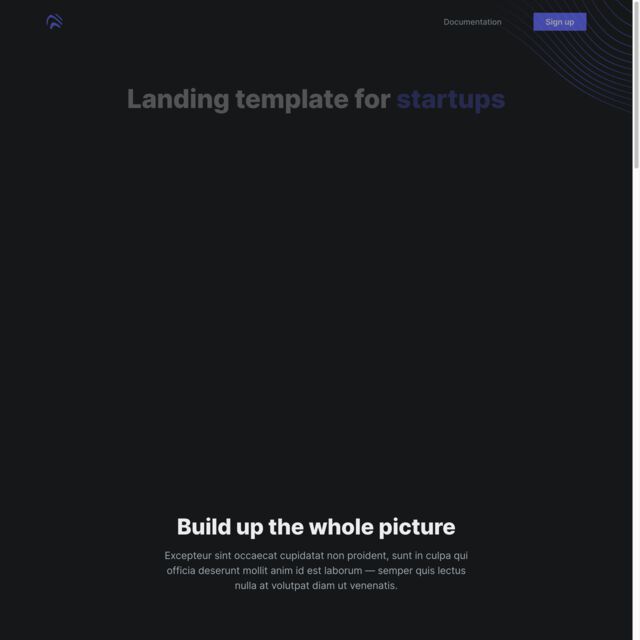 Documentation
Sign up
Landing template for startups
Build up the whole picture
Excepteur sint occaecat cupidatat non proident, sunt in culpa qui
officia deserunt mollit anim id est laborum — semper quis lectus
nulla at volutpat diam ut venenatis.